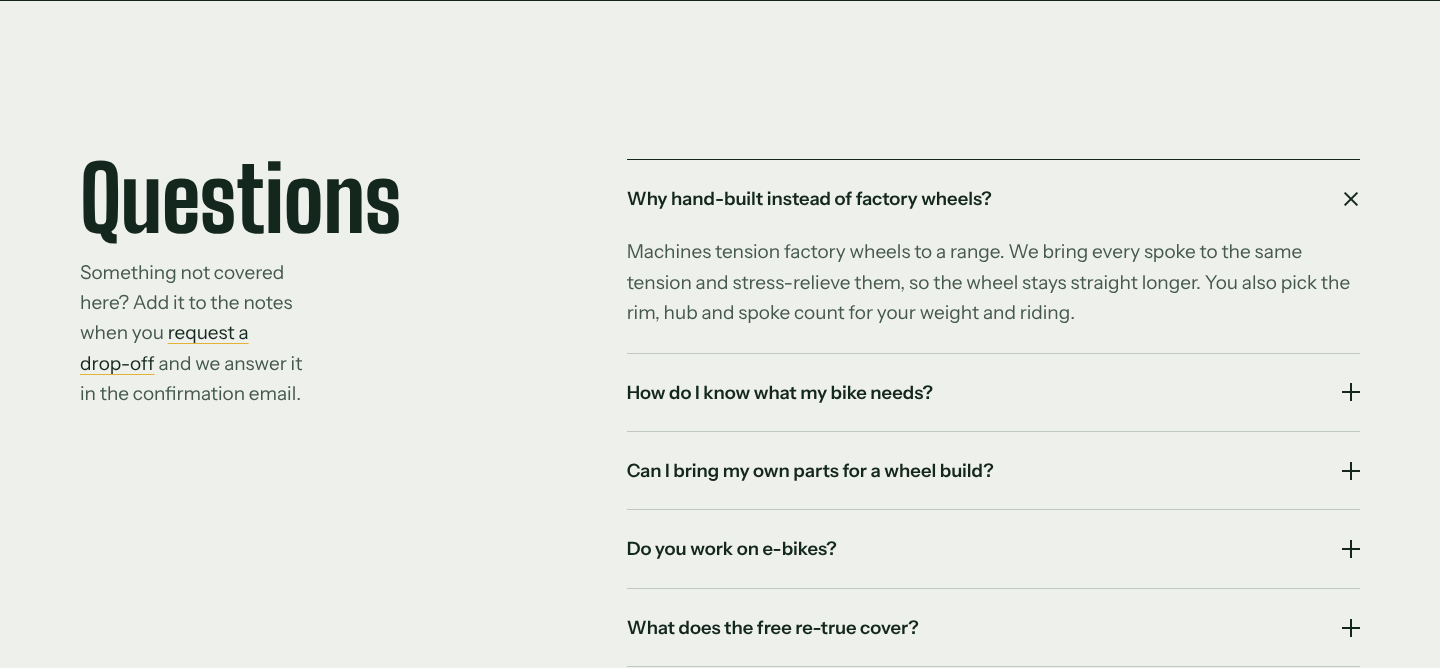 Questions
Something not covered
here? Add it to the notes
when you request a
drop-off and we answer it
in the confirmation email.
Why hand-built instead of factory wheels?
Machines tension factory wheels to a range. We bring every spoke to the same
tension and stress-relieve them, so the wheel stays straight longer. You also pick the
rim, hub and spoke count for your weight and riding.
How do I know what my bike needs?
Can I bring my own parts for a wheel build?
Do you work on e-bikes?
What does the free re-true cover?